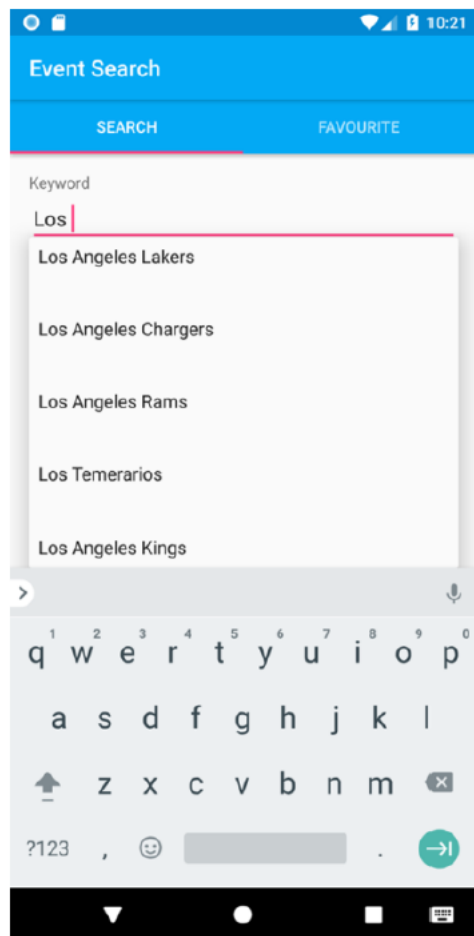 10:21
Event Search
SEARCH FAVOURITE
Keyword
Los
Los Angeles Lakers
Los Angeles Chargers
Los Angeles Rams
Los Temerarios
Los Angeles Kings
1 2 3 4 5 6 7 8 9 0
q w e r t y u i o p
a s d f g h j k l
z x c v b n m
?123 , .